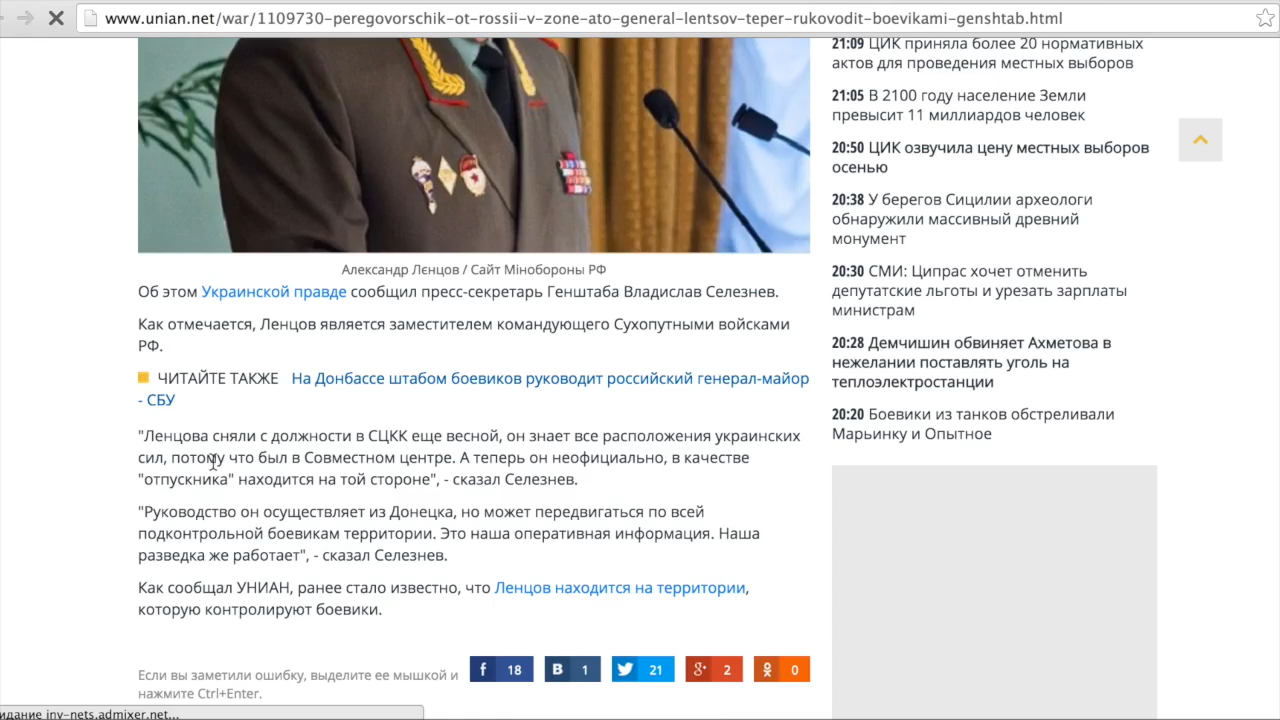 www.unian.net/war/1109730-peregovorschik-ot-rossii-v-zone-ato-general-lentsov-teper-rukovodit-boevikami-genshtab.html
Александр Лєнцов / Сайт Мінобороны РФ
Об этом Украинской правде сообщил пресс-секретарь Генштаба Владислав Селезнев.
Как отмечается, Ленцов является заместителем командующего Сухопутными войсками
РФ.
ЧИТАЙТЕ ТАКЖЕ На Донбассе штабом боевиков руководит российский генерал-майор
- СБУ
"Ленцова сняли с должности в СЦКК еще весной, он знает все расположения украинских
сил, потому что был в Совместном центре. А теперь он неофициально, в качестве
"отпускника" находится на той стороне", - сказал Селезнев.
"Руководство он осуществляет из Донецка, но может передвигаться по всей
подконтрольной боевикам территории. Это наша оперативная информация. Наша
разведка же работает", - сказал Селезнев.
Как сообщал УНИАН, ранее стало известно, что Ленцов находится на территории,
которую контролируют боевики.
Если вы заметили ошибку, выделите ее мышкой и
нажмите Ctrl+Enter.
f 18 B 1 21 g+ 2 0
идание inv-nets.admixer.net...
21:09 ЦИК приняла более 20 нормативных
актов для проведения местных выборов
21:05 В 2100 году население Земли
превысит 11 миллиардов человек
20:50 ЦИК озвучила цену местных выборов
осенью
20:38 У берегов Сицилии археологи
обнаружили массивный древний
монумент
20:30 СМИ: Ципрас хочет отменить
депутатские льготы и урезать зарплаты
министрам
20:28 Демчишин обвиняет Ахметова в
нежелании поставлять уголь на
теплоэлектростанции
20:20 Боевики из танков обстреливали
Марьинку и Опытное